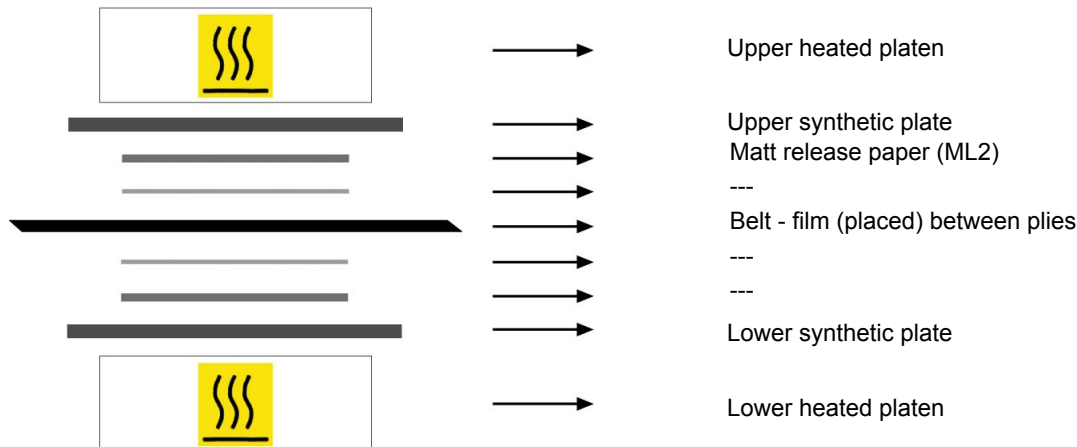 Upper heated platen
Upper synthetic plate
Matt release paper (ML2)
---
Belt - film (placed) between plies
---
---
Lower synthetic plate
Lower heated platen